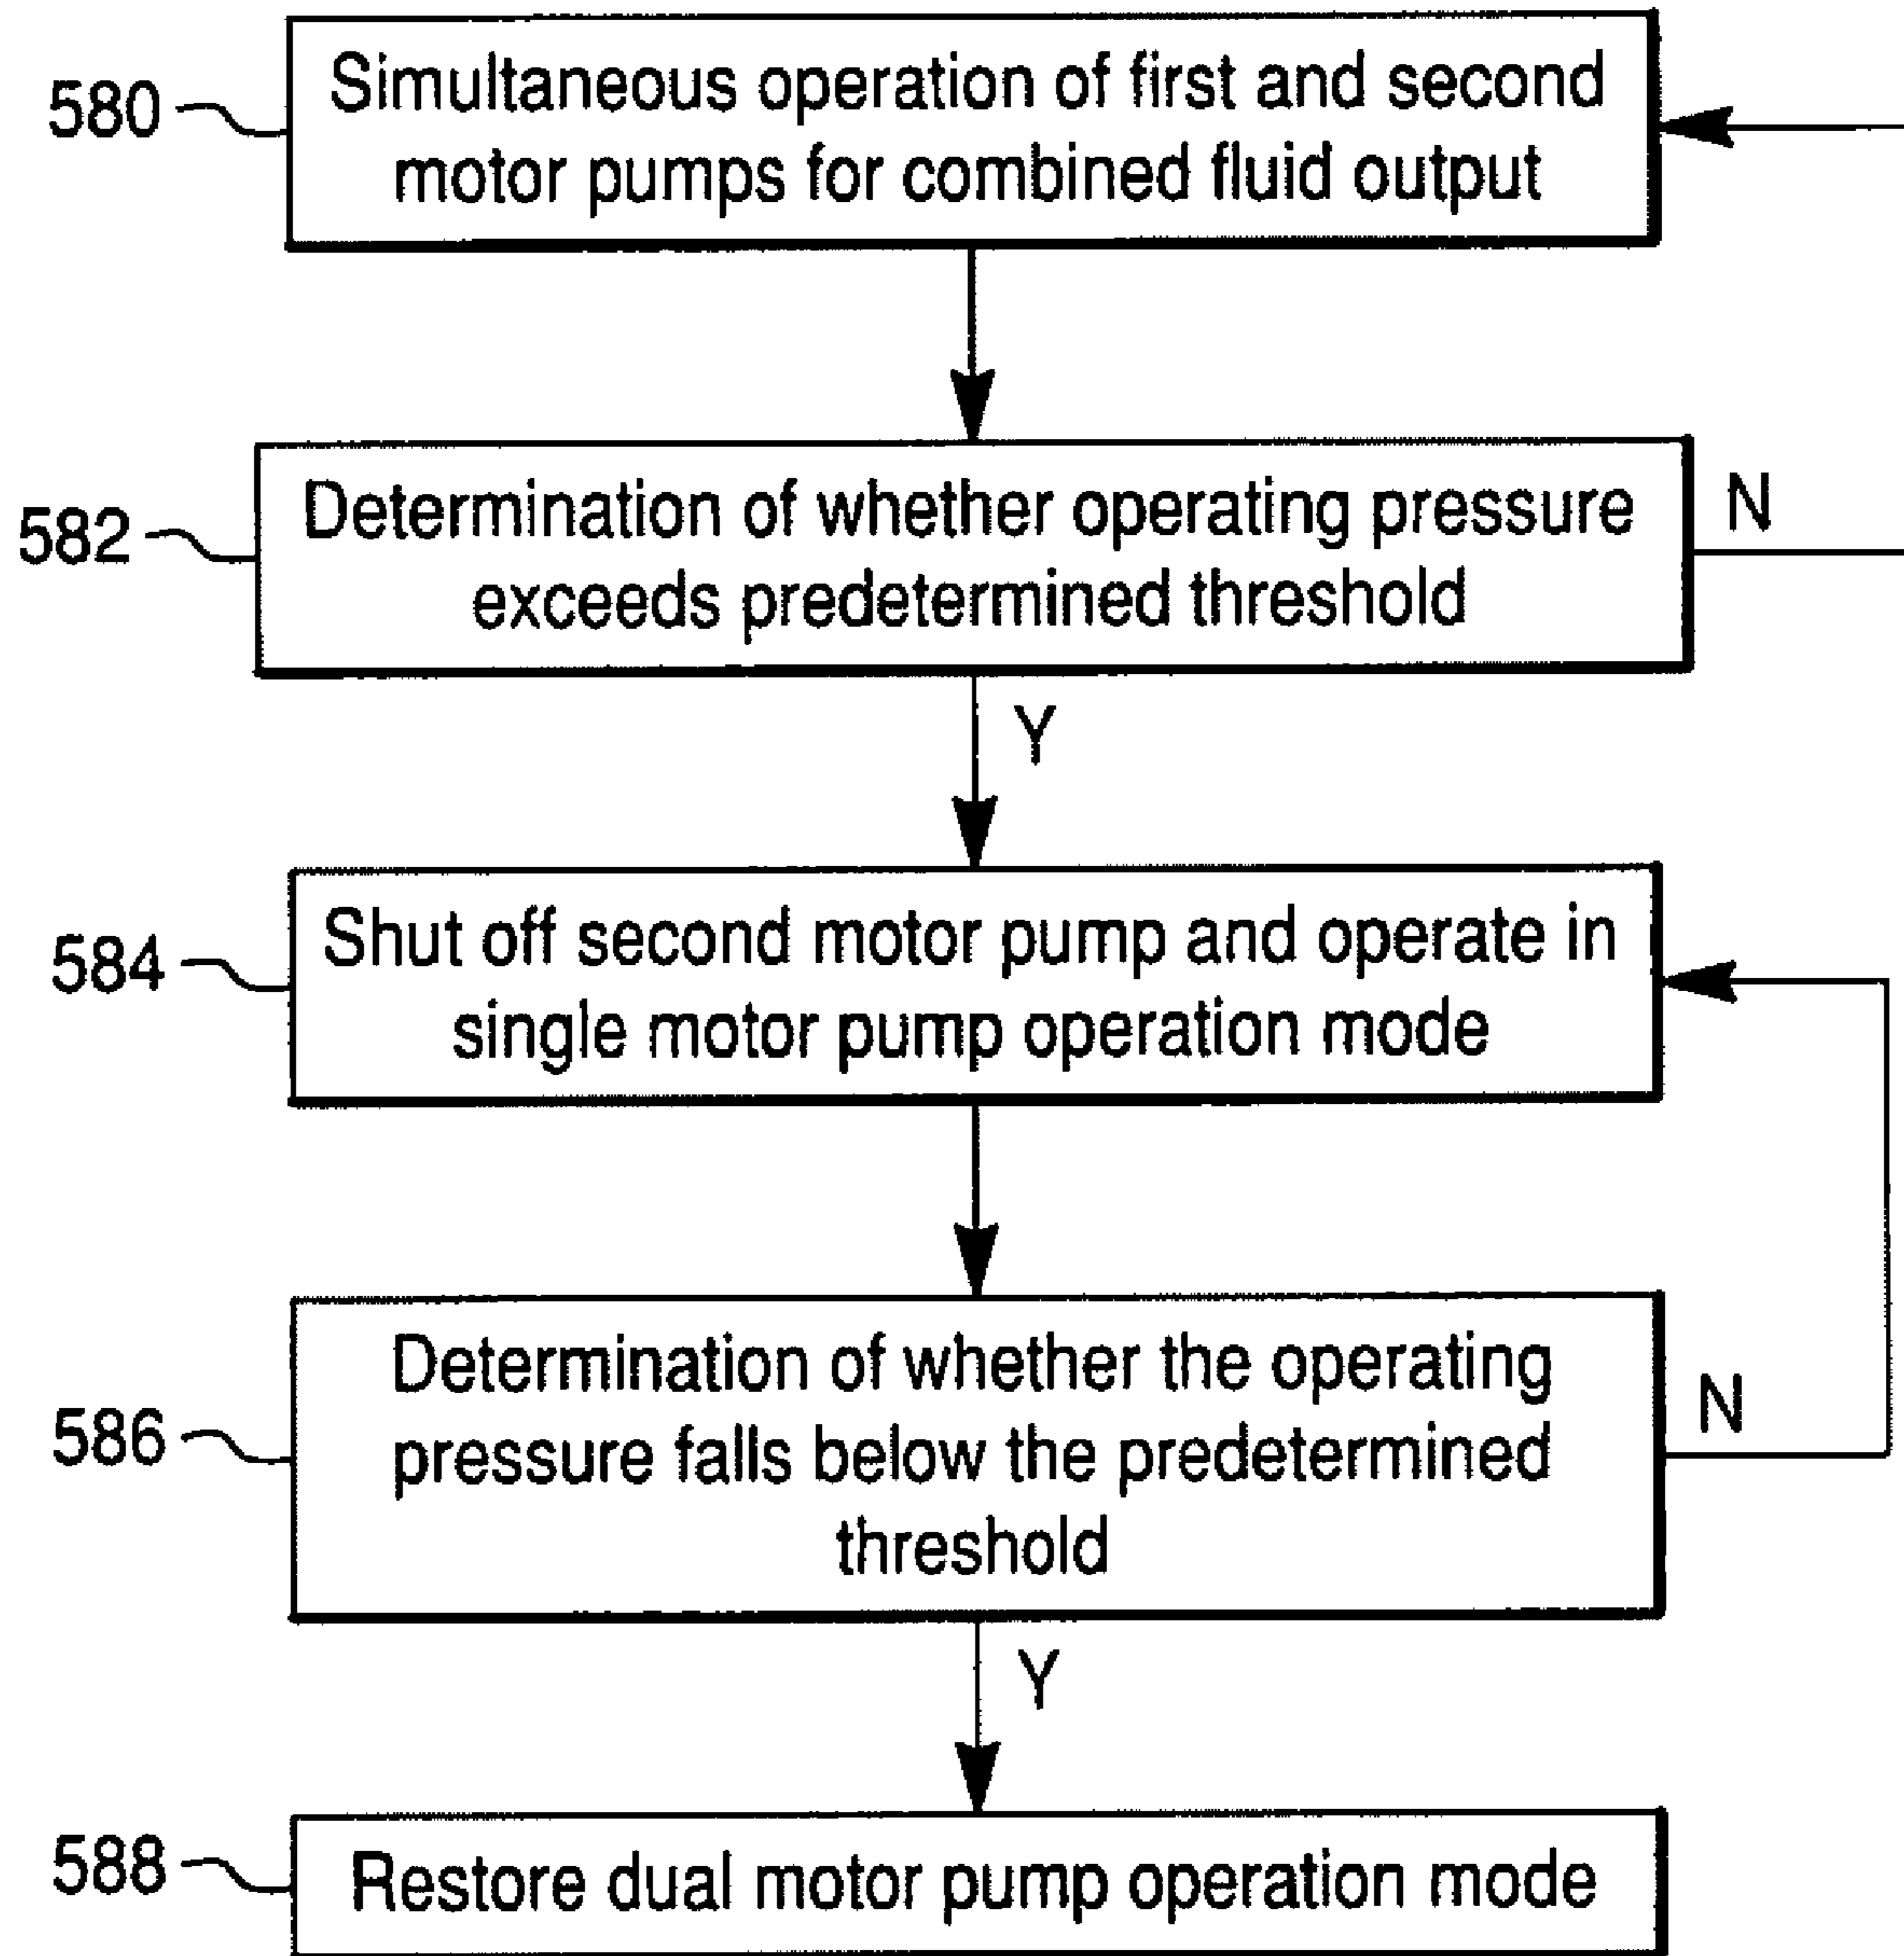 580
Simultaneous operation of first and second
motor pumps for combined fluid output
582
Determination of whether operating pressure
exceeds predetermined threshold
N
Y
584
Shut off second motor pump and operate in
single motor pump operation mode
586
Determination of whether the operating
pressure falls below the predetermined
threshold
N
Y
588
Restore dual motor pump operation mode